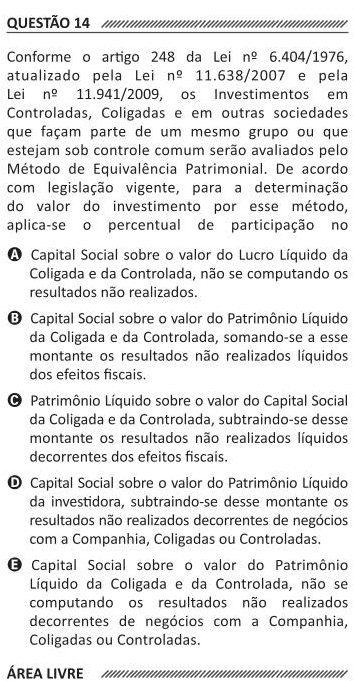 QUESTÃO 14
Conforme o artigo 248 da Lei nº 6.404/1976,
atualizado pela Lei nº 11.638/2007 e pela
Lei nº 11.941/2009, os Investimentos em
Controladas, Coligadas e em outras sociedades
que façam parte de um mesmo grupo ou que
estejam sob controle comum serão avaliados pelo
Método de Equivalência Patrimonial. De acordo
com legislação vigente, para a determinação
do valor do investimento por esse método,
aplica-se o percentual de participação no
A Capital Social sobre o valor do Lucro Líquido da
Coligada e da Controlada, não se computando os
resultados não realizados.
B Capital Social sobre o valor do Patrimônio Líquido
da Coligada e da Controlada, somando-se a esse
montante os resultados não realizados líquidos
dos efeitos fiscais.
C Patrimônio Líquido sobre o valor do Capital Social
da Coligada e da Controlada, subtraindo-se desse
montante os resultados não realizados líquidos
decorrentes dos efeitos fiscais.
D Capital Social sobre o valor do Patrimônio Líquido
da investidora, subtraindo-se desse montante os
resultados não realizados decorrentes de negócios
com a Companhia, Coligadas ou Controladas.
E Capital Social sobre o valor do Patrimônio
Líquido da Coligada e da Controlada, não se
computando os resultados não realizados
decorrentes de negócios com a Companhia,
Coligadas ou Controladas.
ÁREA LIVRE